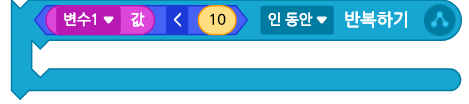 변수1 ▼ 값 < 10 인 동안 ▼ 반복하기